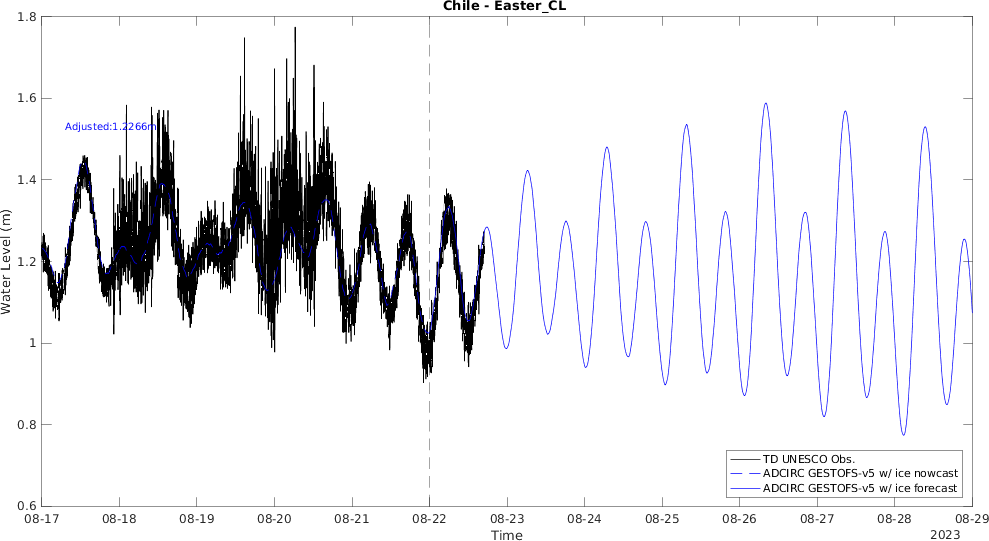 Chile - Easter_CL
1.8
1.6
1.4
1.2
1
0.8
0.6
Water Level (m)
Adjusted:1.2266m
TD UNESCO Obs.
ADCIRC GESTOFS-v5 w/ ice nowcast
ADCIRC GESTOFS-v5 w/ ice forecast
08-17 08-18 08-19 08-20 08-21 08-22 08-23 08-24 08-25 08-26 08-27 08-28 08-29
Time
2023